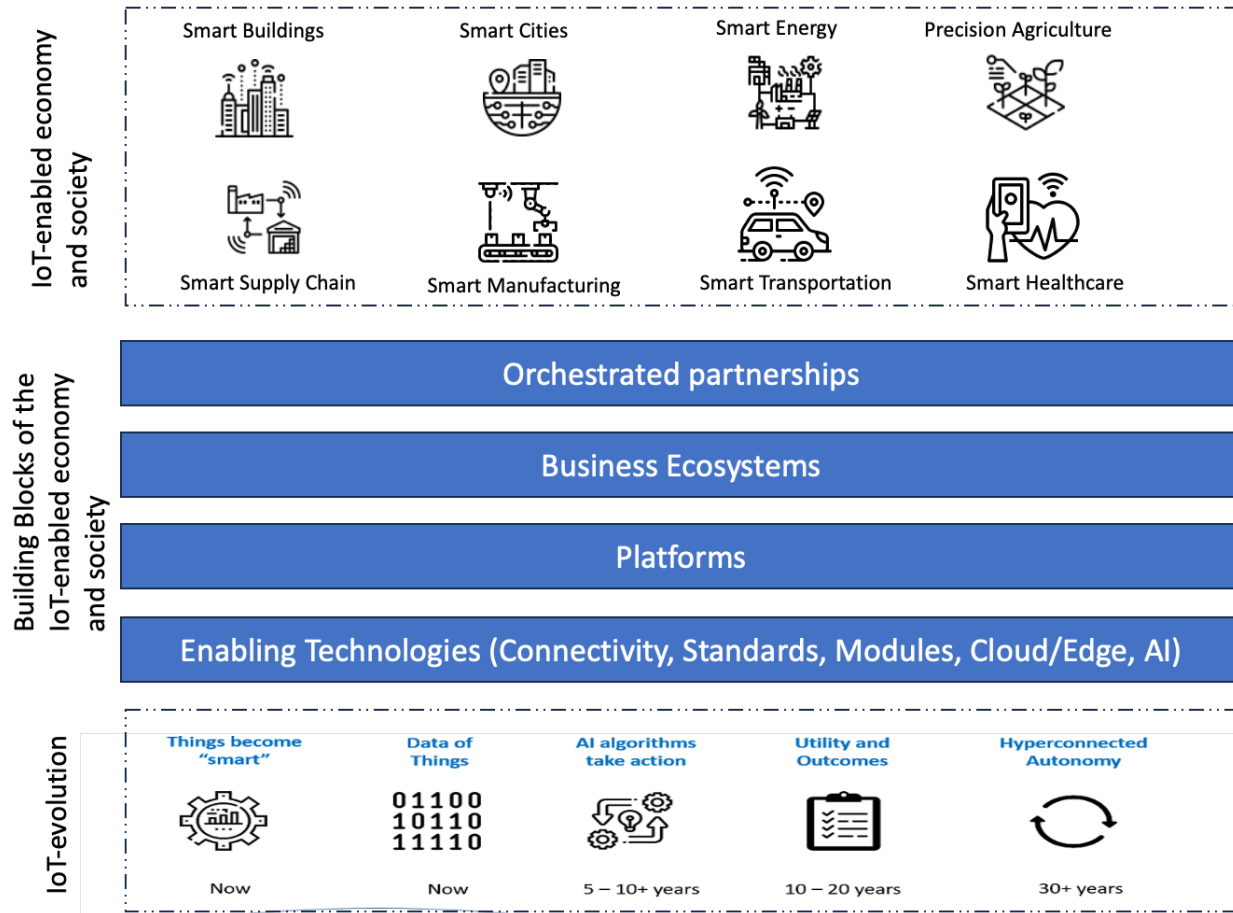 IoT-enabled economy
and society
Smart Buildings
Smart Cities
Smart Energy
Precision Agriculture
Smart Supply Chain
Smart Manufacturing
Smart Transportation
Smart Healthcare
Building Blocks of the
IoT-enabled economy
and society
Orchestrated partnerships
Business Ecosystems
Platforms
Enabling Technologies (Connectivity, Standards, Modules, Cloud/Edge, AI)
IoT-evolution
Things become
“smart”
Data of
Things
AI algorithms
take action
Utility and
Outcomes
Hyperconnected
Autonomy
01100
10110
11110
Now
Now
5 – 10+ years
10 – 20 years
30+ years